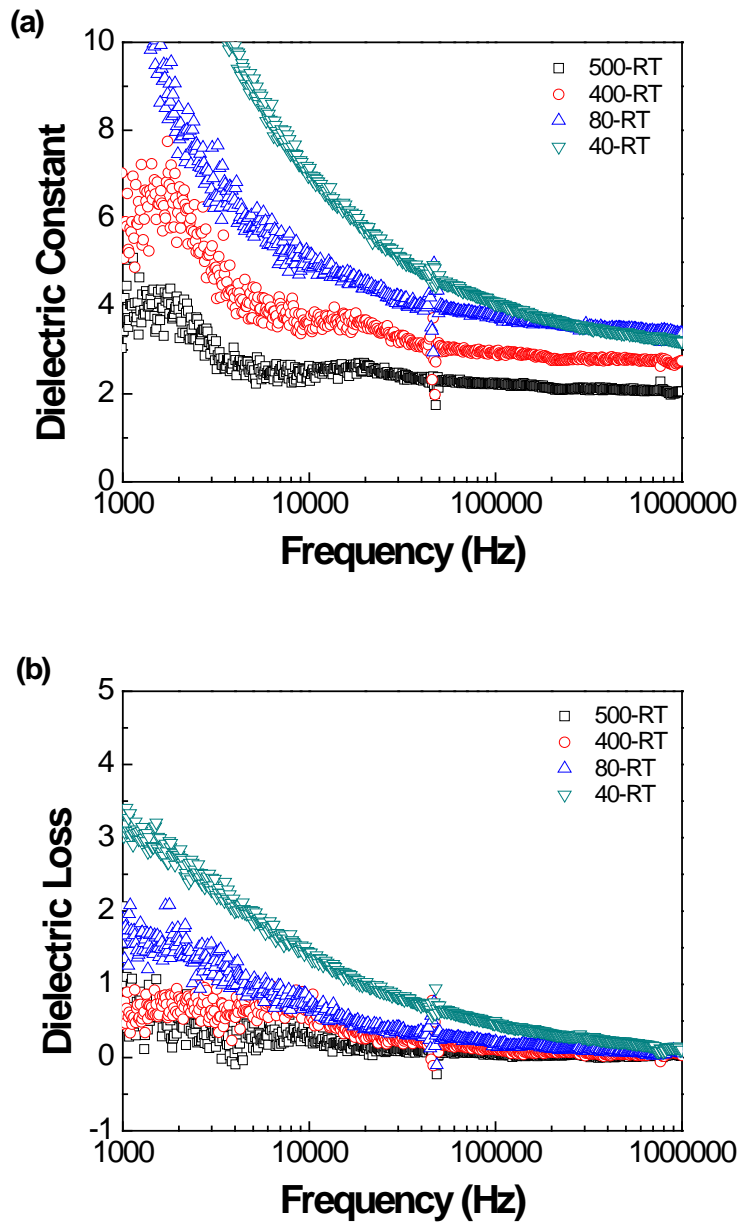 (a)
10
8
6
4
2
0
Dielectric Constant
500-RT
400-RT
80-RT
40-RT
1000
10000
100000
1000000
Frequency (Hz)
(b)
5
4
3
2
1
0
-1
Dielectric Loss
500-RT
400-RT
80-RT
40-RT
1000
10000
100000
1000000
Frequency (Hz)